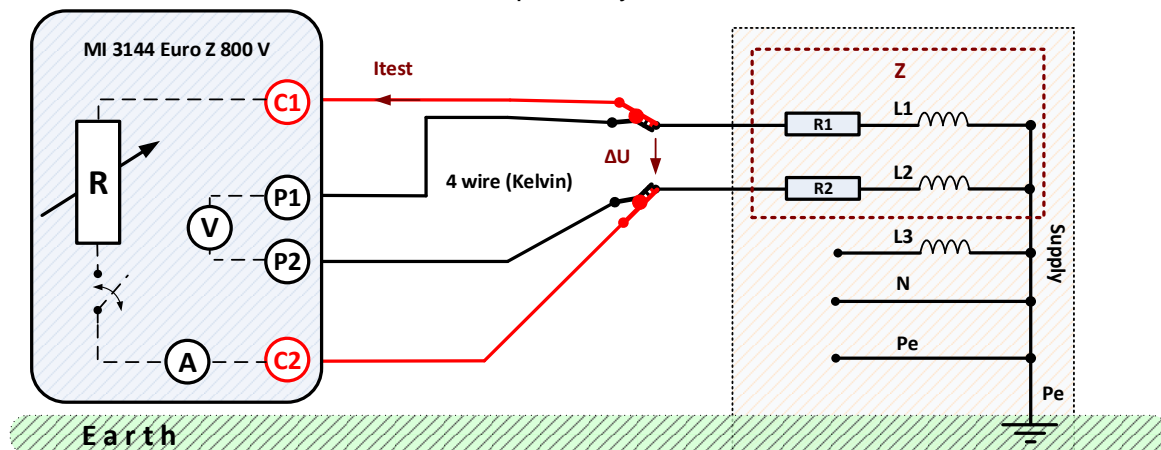 MI 3144 Euro Z 800 V
C1
R
P1
V
P2
A
C2
Itest
ΔU
4 wire (Kelvin)
Z
R1
L1
R2
L2
L3
N
Pe
Supply
Pe
Earth